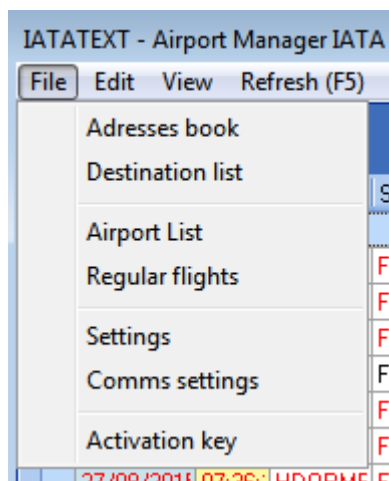 IATATEXT - Airport Manager IATA
File Edit View Refresh (F5)
Adresses book
Destination list
Airport List
Regular flights
Settings
Comms settings
Activation key